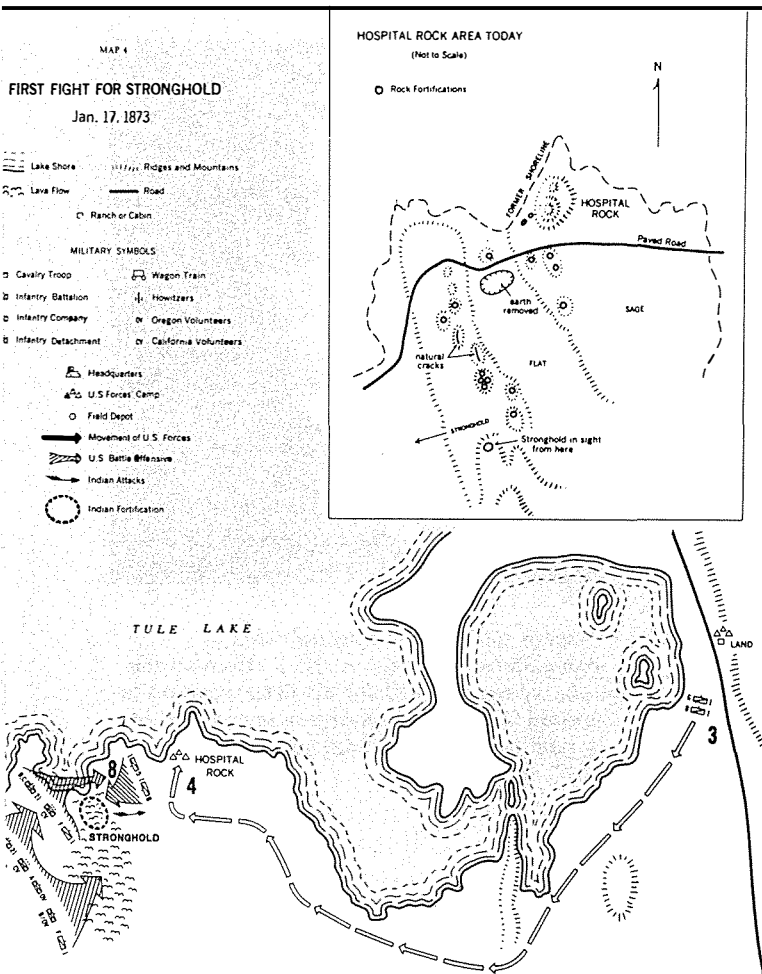 MAP 4
FIRST FIGHT FOR STRONGHOLD
Jan. 17, 1873
Lake Shore
Ridges and Mountains
Lava Flow
Road
Ranch or Cabin
MILITARY SYMBOLS
Cavalry Troop
Wagon Train
Infantry Battalion
Howitzers
Infantry Company
Oregon Volunteers
Infantry Detachment
California Volunteers
Headquarters
U.S. Forces' Camp
Field Depot
Movement of U.S. Forces
U.S. Battle Offensive
Indian Attacks
Indian Fortification
HOSPITAL ROCK AREA TODAY
(Not to Scale)
Rock Fortifications
N
FORMER SHORELINE
HOSPITAL
ROCK
Paved Road
earth
removed
SAGE
natural
cracks
FLAT
STRONGHOLD
Stronghold in sight
from here
TULE LAKE
LAND
3
HOSPITAL
ROCK
8
4
STRONGHOLD